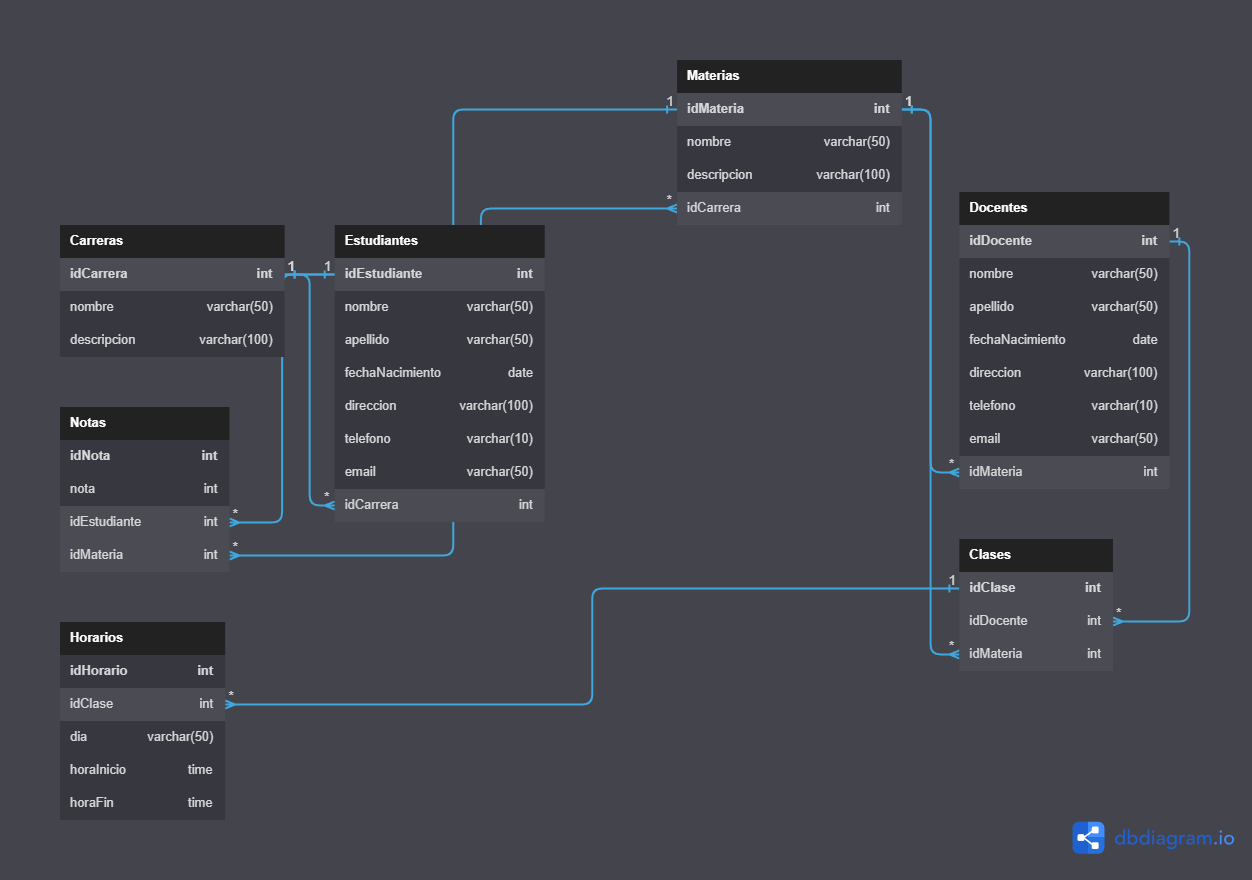 Materias
1 idMateria int 1
nombre varchar(50)
descripcion varchar(100)
* idCarrera int
Docentes
idDocente int 1
nombre varchar(50)
apellido varchar(50)
fechaNacimiento date
direccion varchar(100)
telefono varchar(10)
email varchar(50)
* idMateria int
Carreras
idCarrera int 1
nombre varchar(50)
descripcion varchar(100)
Estudiantes
1 idEstudiante int
nombre varchar(50)
apellido varchar(50)
fechaNacimiento date
direccion varchar(100)
telefono varchar(10)
email varchar(50)
* idCarrera int
Notas
idNota int
nota int
idEstudiante int *
idMateria int *
Clases
1 idClase int
idDocente int *
* idMateria int
Horarios
idHorario int
idClase int *
dia varchar(50)
horaInicio time
horaFin time
dbdiagram.io